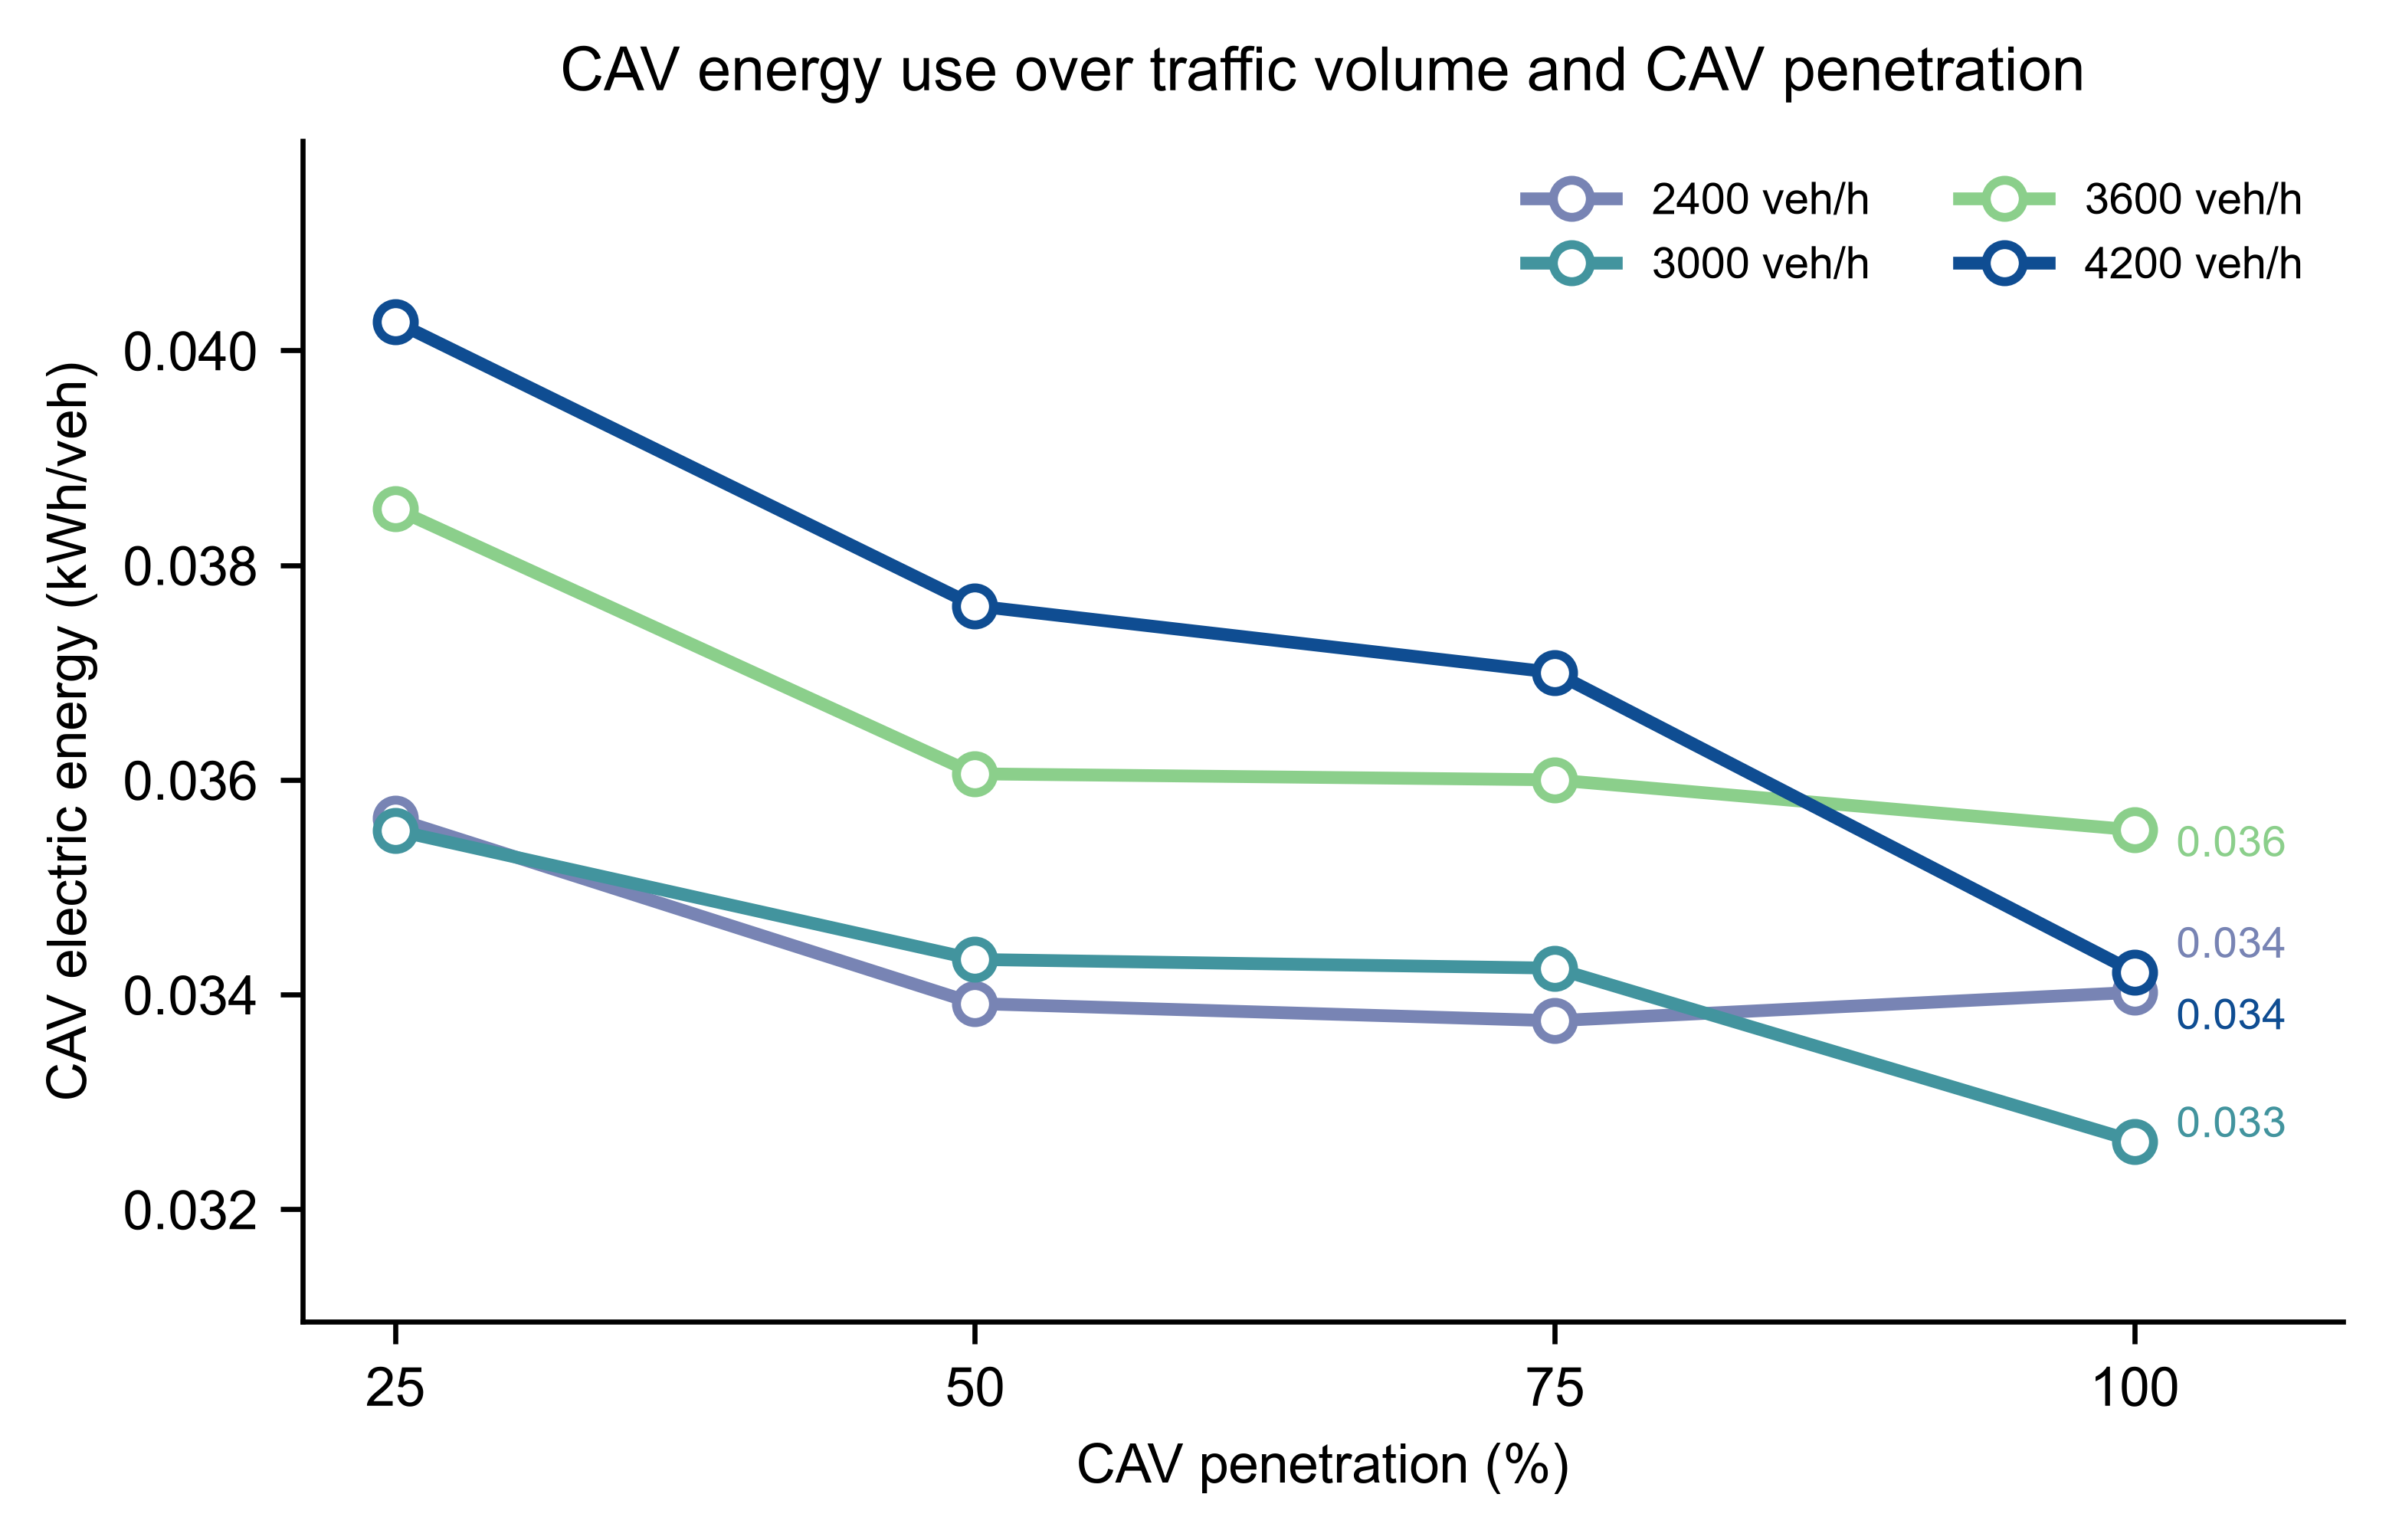 CAV energy use over traffic volume and CAV penetration
2400 veh/h
3000 veh/h
3600 veh/h
4200 veh/h
CAV electric energy (kWh/veh)
0.040
0.038
0.036
0.034
0.032
0.036
0.034
0.034
0.033
25
50
75
100
CAV penetration (%)